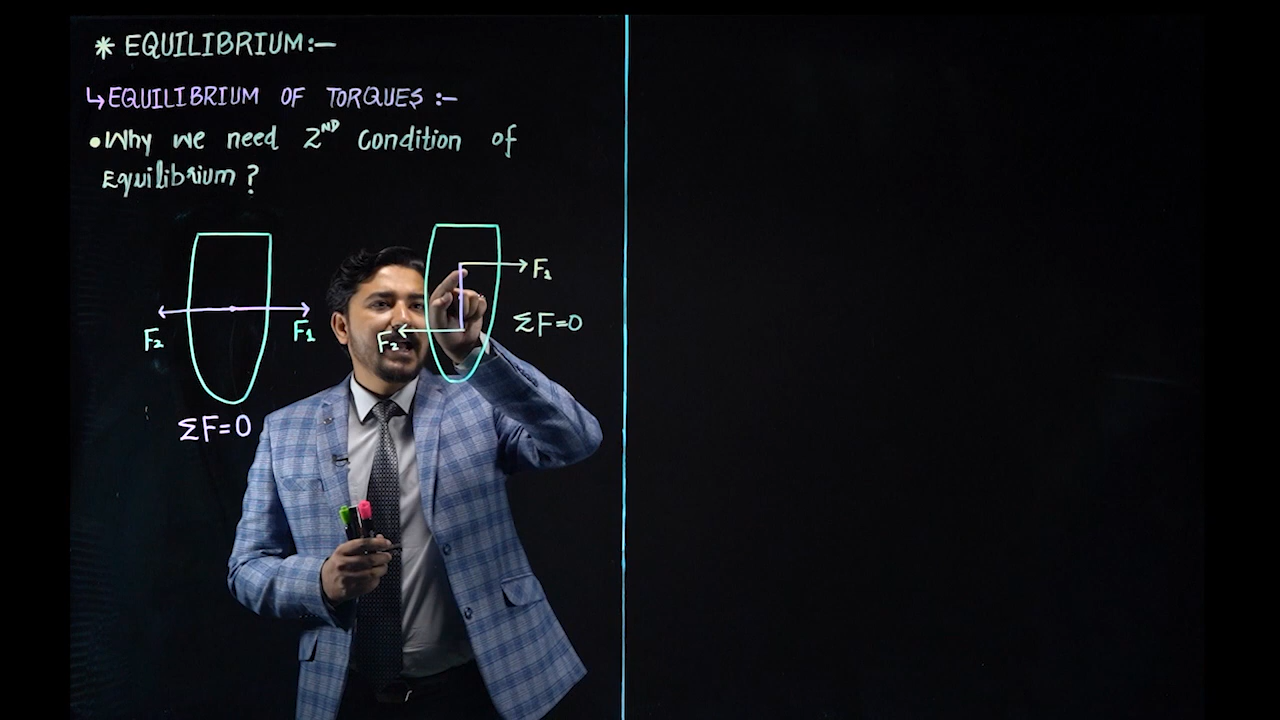 * EQUILIBRIUM:-
↳EQUILIBRIUM OF TORQUES :-
•Why we need 2ND Condition of
Equilibrium?
F₂
F₁
ΣF=0
F₁
F₂
ΣF=0